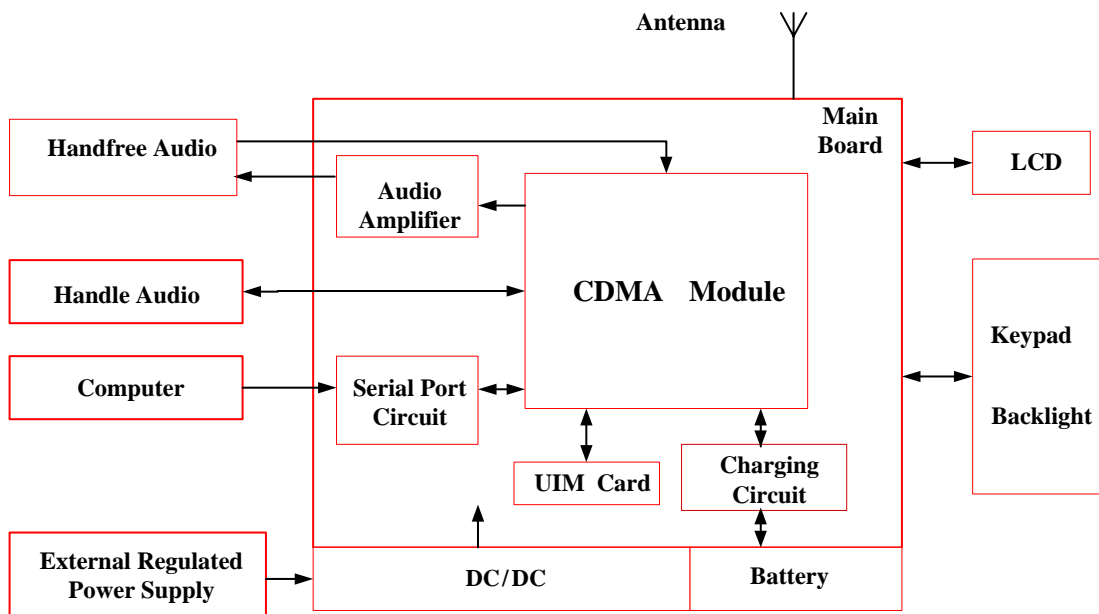 Antenna
Main
Board
Handfree Audio
LCD
Audio
Amplifier
Handle Audio
CDMA Module
Keypad
Computer
Serial Port
Circuit
Backlight
UIM Card
Charging
Circuit
External Regulated
Power Supply
DC/DC
Battery